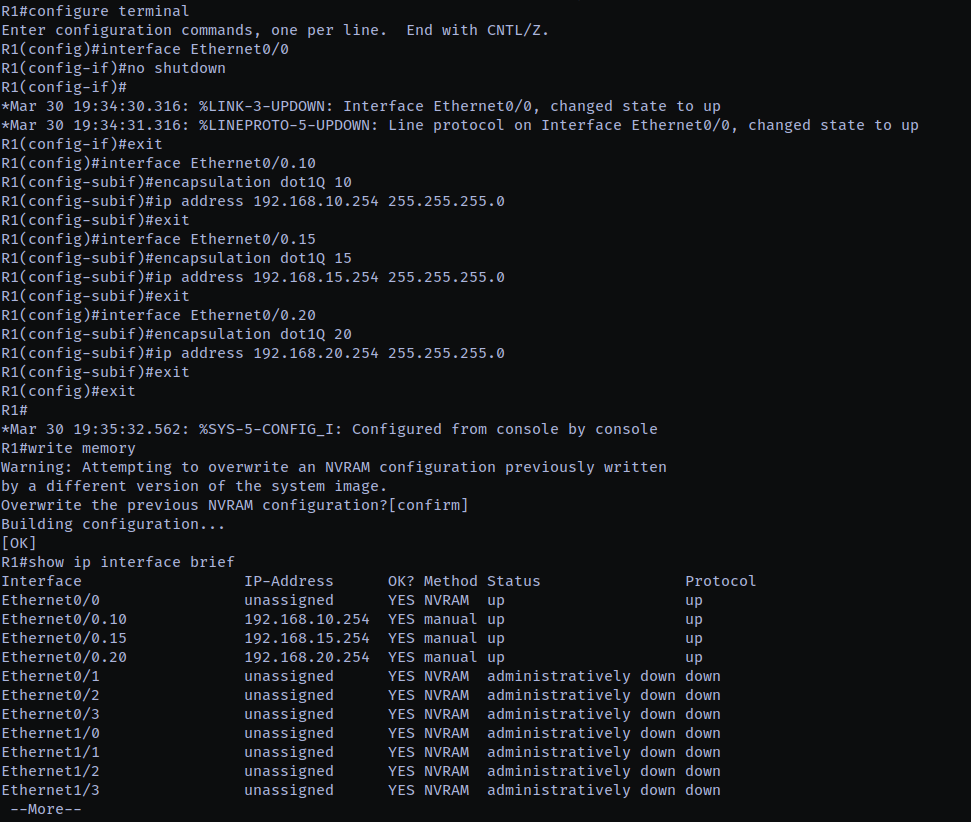 R1#configure terminal
Enter configuration commands, one per line.  End with CNTL/Z.
R1(config)#interface Ethernet0/0
R1(config-if)#no shutdown
R1(config-if)#
*Mar 30 19:34:30.316: %LINK-3-UPDOWN: Interface Ethernet0/0, changed state to up
*Mar 30 19:34:31.316: %LINEPROTO-5-UPDOWN: Line protocol on Interface Ethernet0/0, changed state to up
R1(config-if)#exit
R1(config)#interface Ethernet0/0.10
R1(config-subif)#encapsulation dot1Q 10
R1(config-subif)#ip address 192.168.10.254 255.255.255.0
R1(config-subif)#exit
R1(config)#interface Ethernet0/0.15
R1(config-subif)#encapsulation dot1Q 15
R1(config-subif)#ip address 192.168.15.254 255.255.255.0
R1(config-subif)#exit
R1(config)#interface Ethernet0/0.20
R1(config-subif)#encapsulation dot1Q 20
R1(config-subif)#ip address 192.168.20.254 255.255.255.0
R1(config-subif)#exit
R1(config)#exit
R1#
*Mar 30 19:35:32.562: %SYS-5-CONFIG_I: Configured from console by console
R1#write memory
Warning: Attempting to overwrite an NVRAM configuration previously written
by a different version of the system image.
Overwrite the previous NVRAM configuration?[confirm]
Building configuration...
[OK]
R1#show ip interface brief
Interface                  IP-Address      OK? Method Status                Protocol
Ethernet0/0                unassigned      YES NVRAM  up                    up
Ethernet0/0.10             192.168.10.254  YES manual up                    up
Ethernet0/0.15             192.168.15.254  YES manual up                    up
Ethernet0/0.20             192.168.20.254  YES manual up                    up
Ethernet0/1                unassigned      YES NVRAM  administratively down down
Ethernet0/2                unassigned      YES NVRAM  administratively down down
Ethernet0/3                unassigned      YES NVRAM  administratively down down
Ethernet1/0                unassigned      YES NVRAM  administratively down down
Ethernet1/1                unassigned      YES NVRAM  administratively down down
Ethernet1/2                unassigned      YES NVRAM  administratively down down
Ethernet1/3                unassigned      YES NVRAM  administratively down down
 --More--